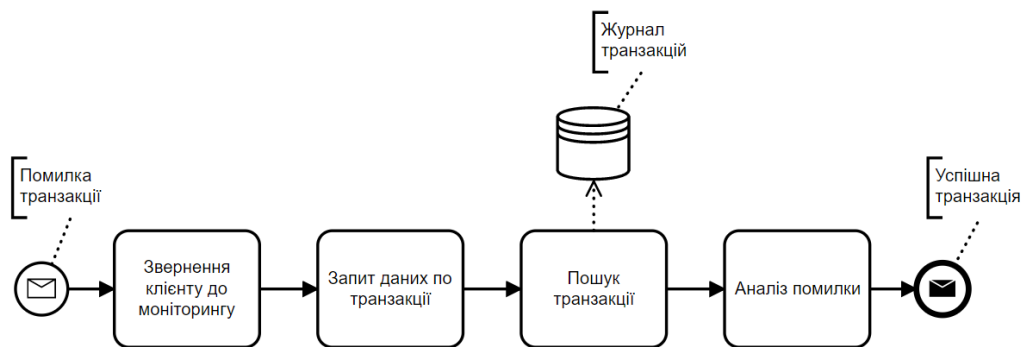 Журнал
транзакцій
Помилка
транзакції
Успішна
транзакція
Звернення
клієнту до
моніторингу
Запит даних по
транзакції
Пошук
транзакції
Аналіз помилки